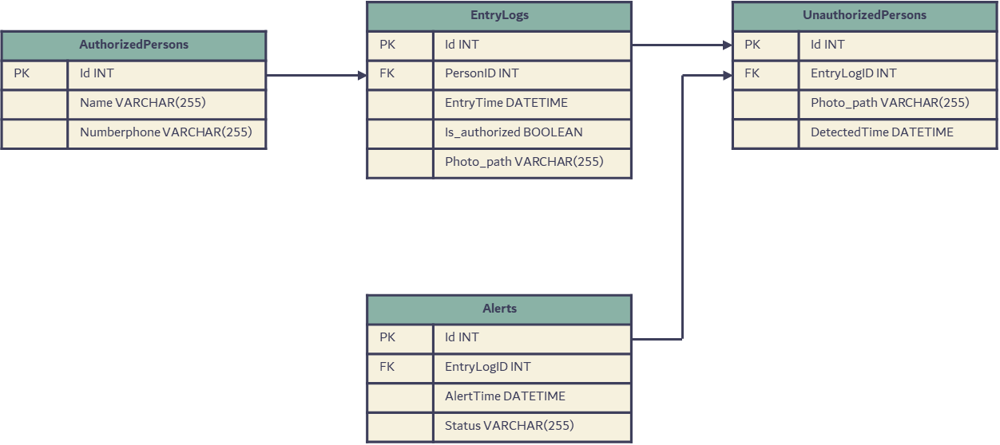 AuthorizedPersons
PK Id INT
Name VARCHAR(255)
Numberphone VARCHAR(255)
EntryLogs
PK Id INT
FK PersonID INT
EntryTime DATETIME
Is_authorized BOOLEAN
Photo_path VARCHAR(255)
UnauthorizedPersons
PK Id INT
FK EntryLogID INT
Photo_path VARCHAR(255)
DetectedTime DATETIME
Alerts
PK Id INT
FK EntryLogID INT
AlertTime DATETIME
Status VARCHAR(255)